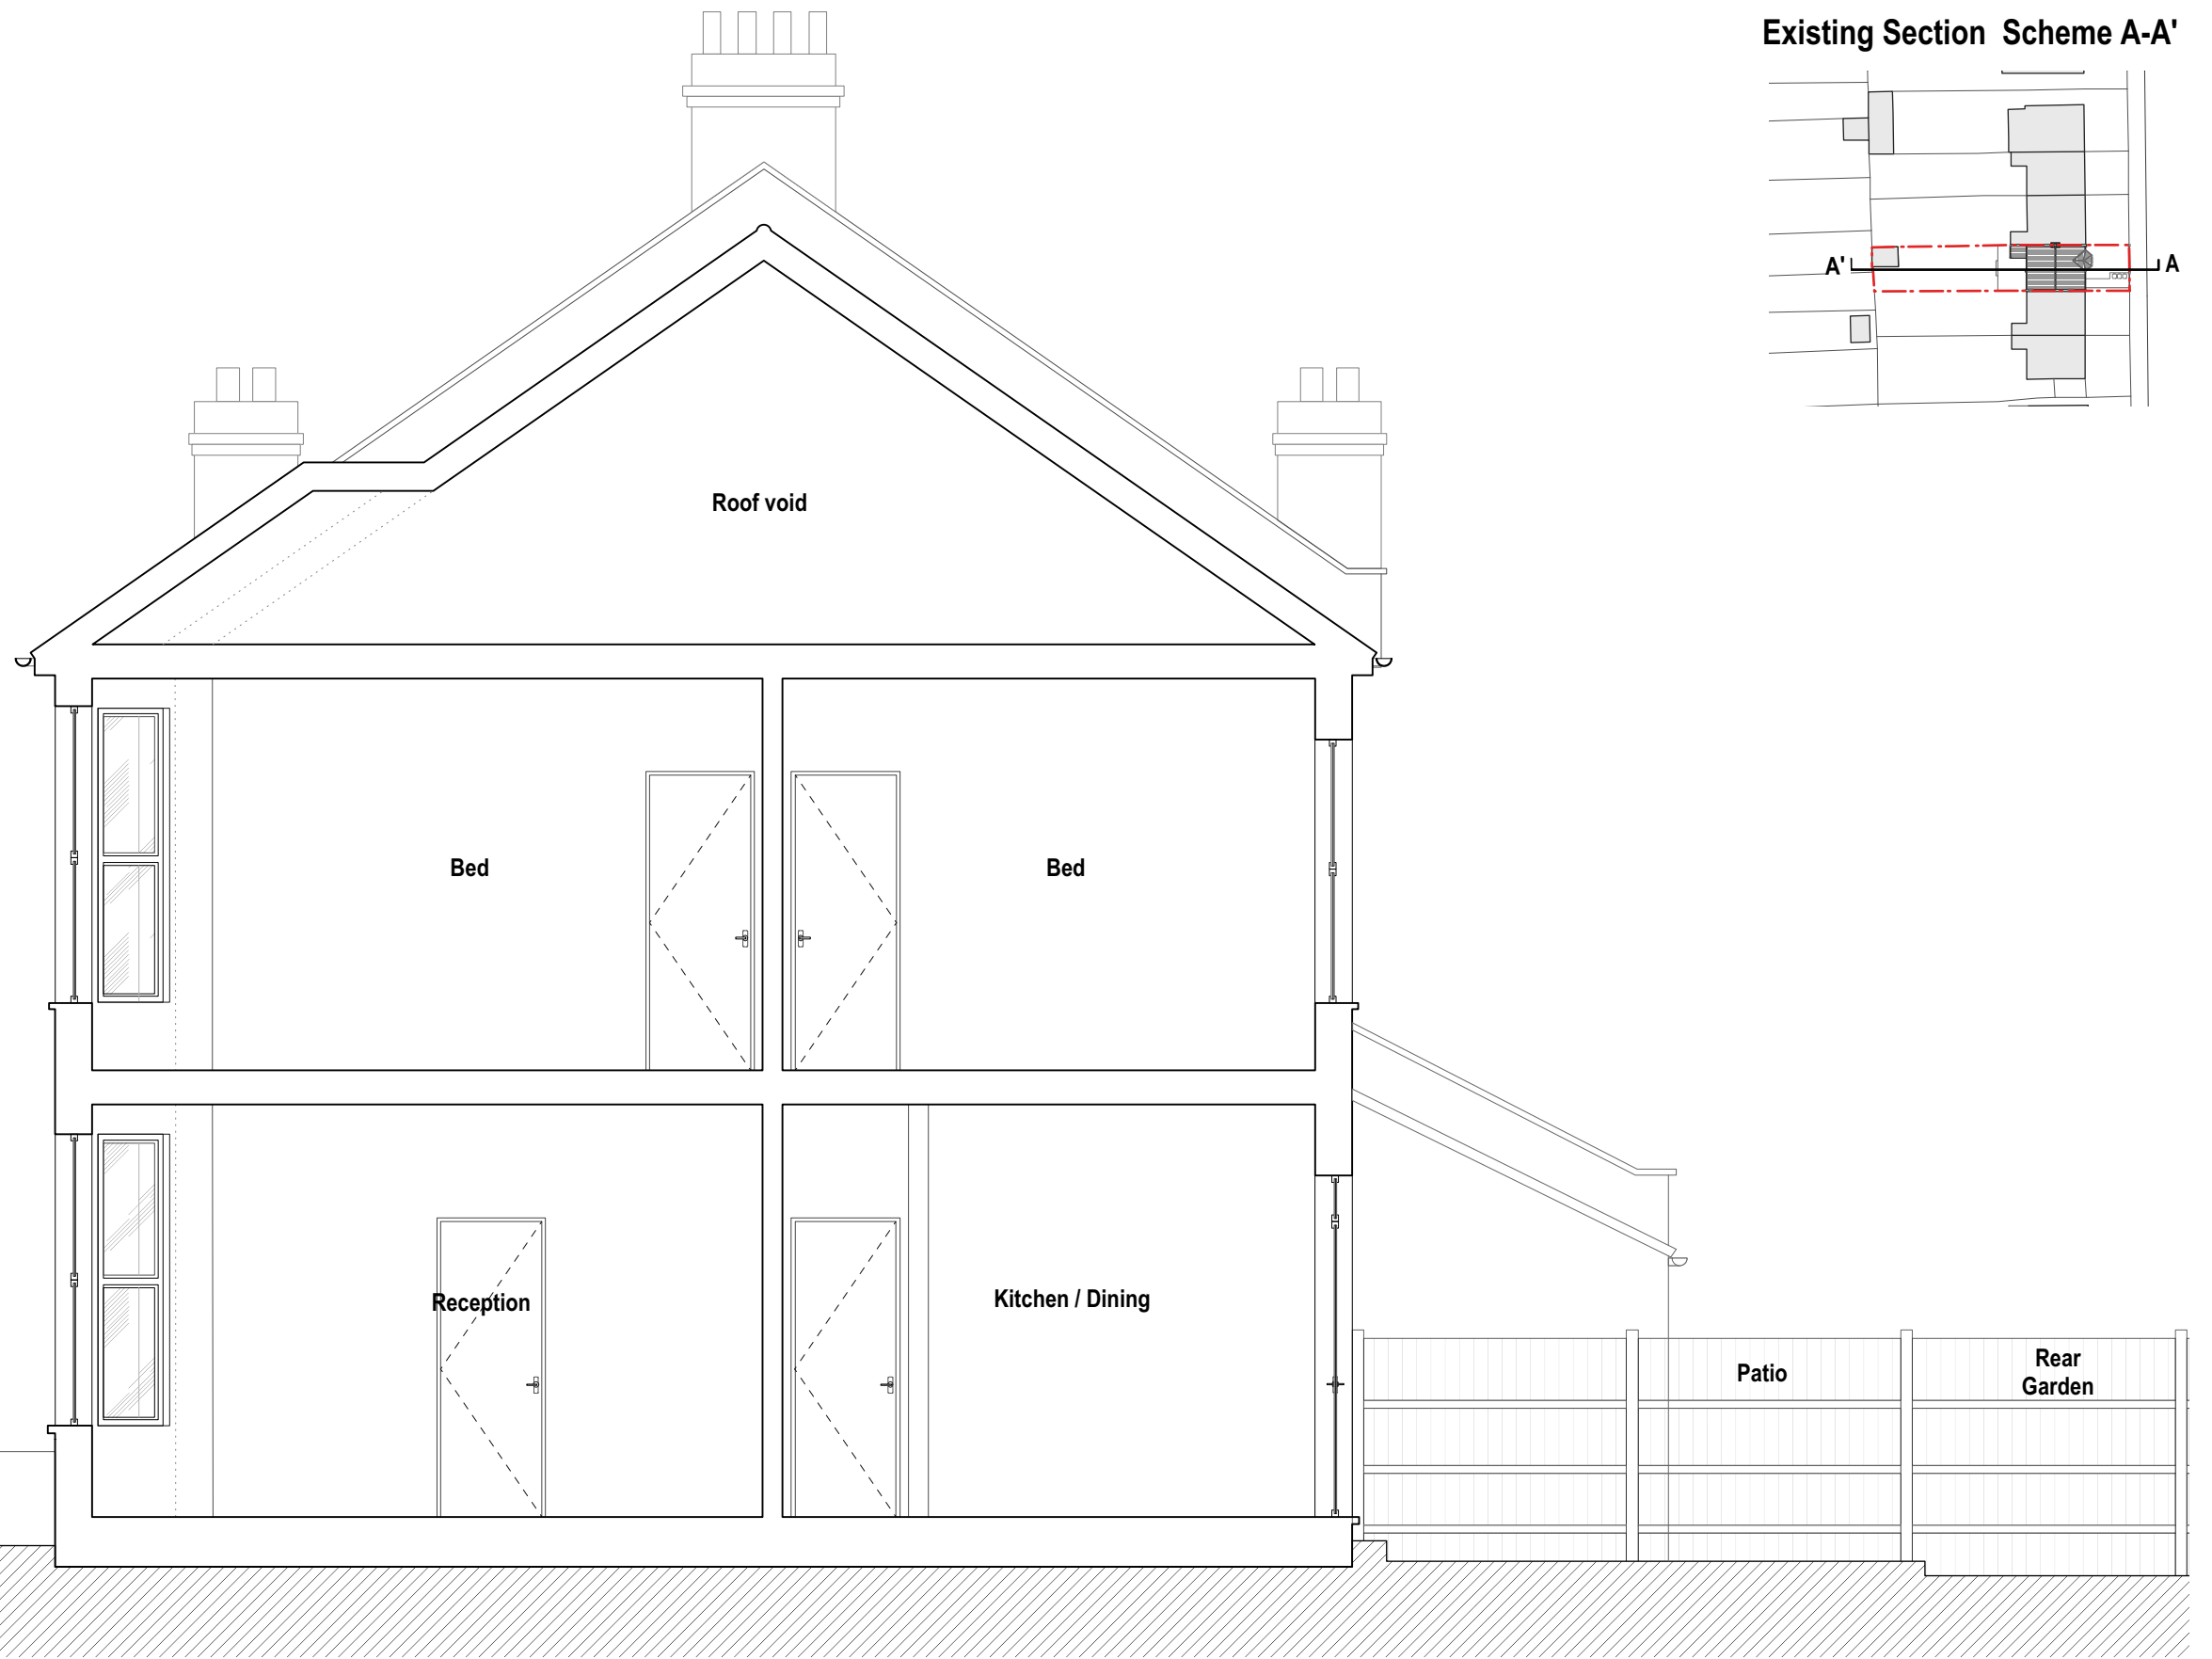 Existing Section Scheme A-A'
A'
A
Roof void
Bed
Bed
Reception
Kitchen / Dining
Patio
Rear
Garden